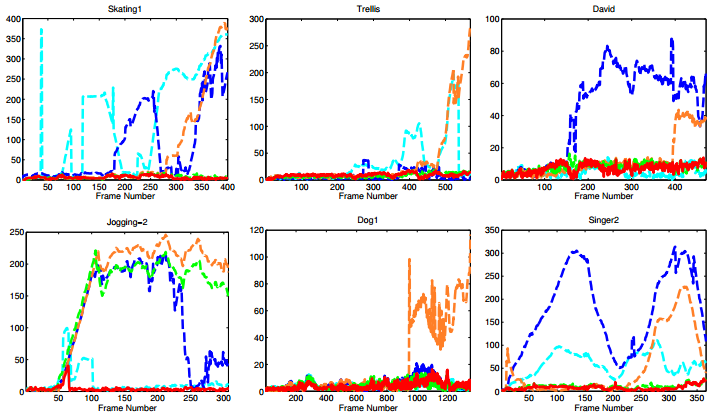 Skating1
400
350
300
250
200
150
100
50
0
50 100 150 200 250 300 350 400
Frame Number
Trellis
300
250
200
150
100
50
0
100 200 300 400 500
Frame Number
David
100
80
60
40
20
0
100 200 300 400
Frame Number
Jogging-2
250
200
150
100
50
0
50 100 150 200 250 300
Frame Number
Dog1
120
100
80
60
40
20
0
200 400 600 800 1000 1200
Frame Number
Singer2
350
300
250
200
150
100
50
0
100 200 300
Frame Number